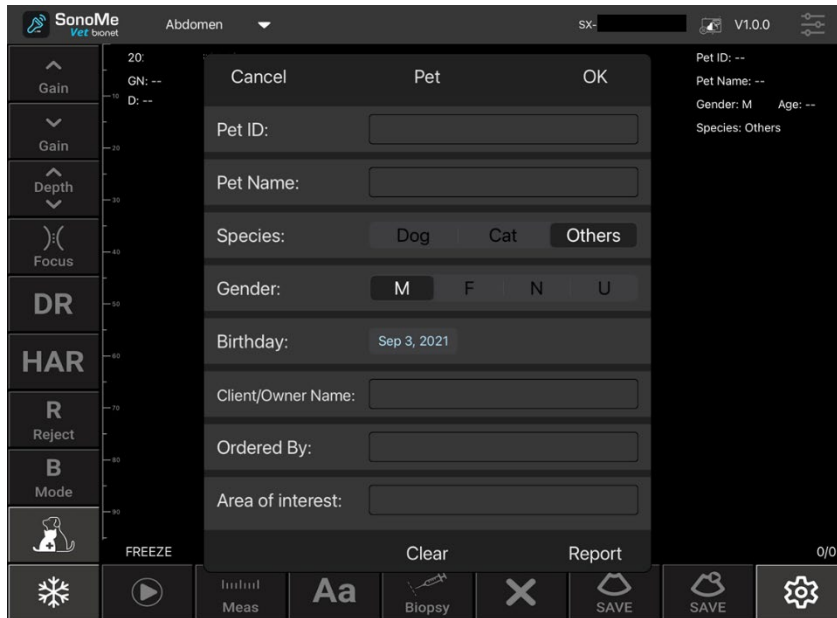 SonoMe
Vet bionet
Abdomen
SX-
V1.0.0
Gain
Gain
Depth
Focus
DR
HAR
R
Reject
B
Mode
20:
GN: --
D: --
10
20
30
40
50
60
70
80
90
FREEZE
Cancel Pet OK
Pet ID:
Pet Name:
Species: Dog Cat Others
Gender: M F N U
Birthday: Sep 3, 2021
Client/Owner Name:
Ordered By:
Area of interest:
Clear Report
Pet ID: --
Pet Name: --
Gender: M Age: --
Species: Others
0/0
Meas
Aa
Biopsy
SAVE
SAVE